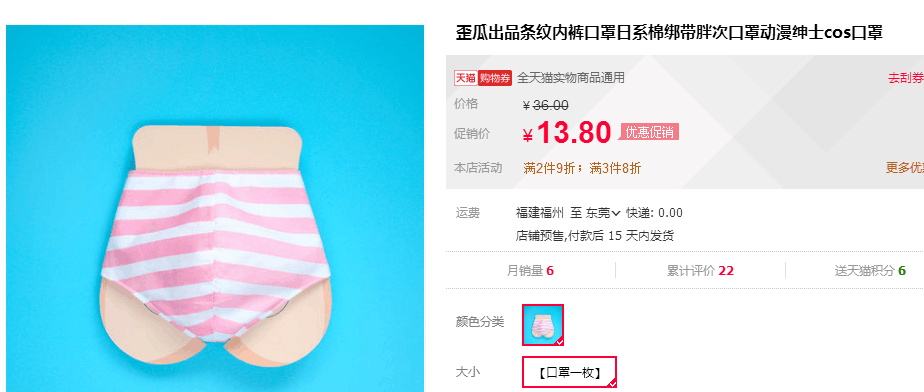 歪瓜出品条纹内裤口罩日系棉绑带胖次口罩动漫绅士cos口罩
天猫 购物券 全天猫实物商品通用 去刮券
价格 ¥36.00
促销价 ¥13.80 优惠促销
本店活动 满2件9折；满3件8折 更多优
运费 福建福州 至 东莞 快递: 0.00
店铺预售,付款后 15 天内发货
月销量 6 累计评价 22 送天猫积分 6
颜色分类
大小 【口罩一枚】